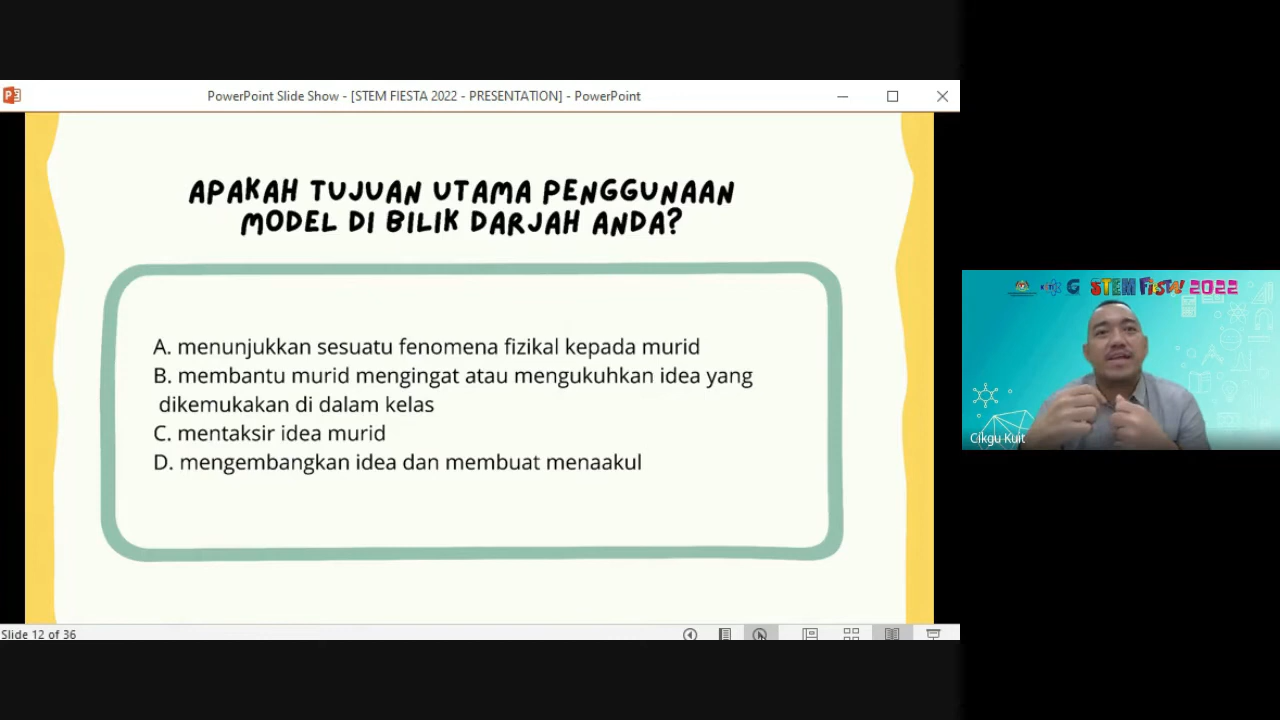 PowerPoint Slide Show - [STEM FIESTA 2022 - PRESENTATION] - PowerPoint
APAKAH TUJUAN UTAMA PENGGUNAAN
MODEL DI BILIK DARJAH ANDA?
A. menunjukkan sesuatu fenomena fizikal kepada murid
B. membantu murid mengingat atau mengukuhkan idea yang
dikemukakan di dalam kelas
C. mentaksir idea murid
D. mengembangkan idea dan membuat menaakul
Slide 12 of 36
STEM FiESTA! 2022
Cikgu Kuit